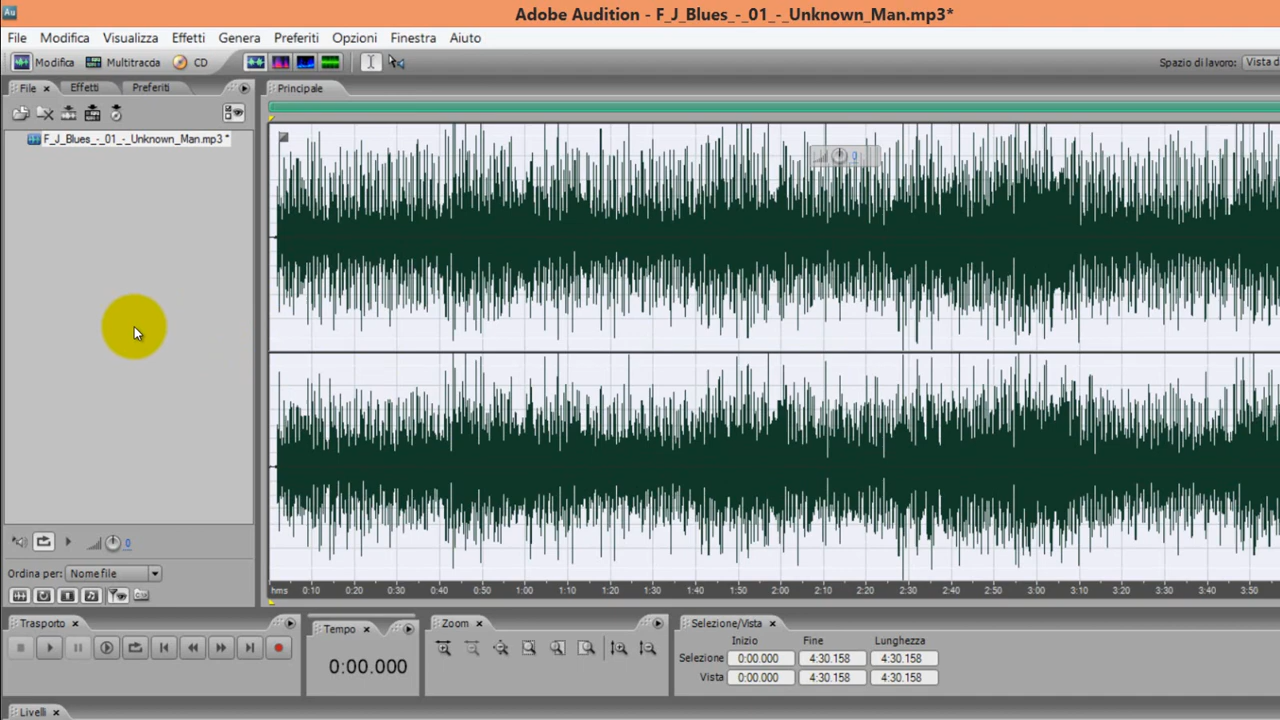 Au
Adobe Audition - F_J_Blues_-_01_-_Unknown_Man.mp3*
File Modifica Visualizza Effetti Genera Preferiti Opzioni Finestra Aiuto
Modifica Multitraccia CD Spazio di lavoro: Vista d
File Effetti Preferiti Principale
F_J_Blues_-_01_-_Unknown_Man.mp3 *
0
0
Ordina per: Nome file
hms 0:10 0:20 0:30 0:40 0:50 1:00 1:10 1:20 1:30 1:40 1:50 2:00 2:10 2:20 2:30 2:40 2:50 3:00 3:10 3:20 3:30 3:40 3:50
Trasporto Tempo Zoom Selezione/Vista
Inizio Fine Lunghezza
Selezione 0:00.000 4:30.158 4:30.158
0:00.000
Vista 0:00.000 4:30.158 4:30.158
Livelli